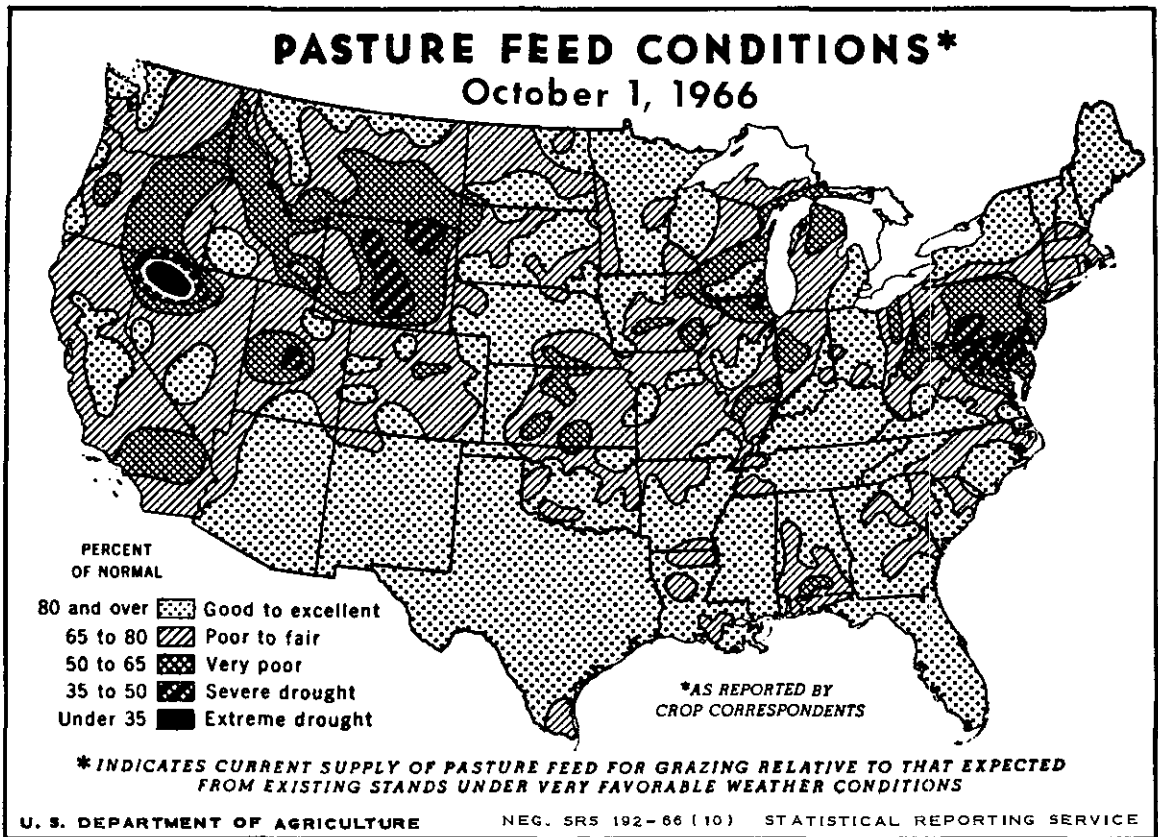 PASTURE FEED CONDITIONS*
October 1, 1966
PERCENT
OF NORMAL
80 and over Good to excellent
65 to 80 Poor to fair
50 to 65 Very poor
35 to 50 Severe drought
Under 35 Extreme drought
*AS REPORTED BY
CROP CORRESPONDENTS
* INDICATES CURRENT SUPPLY OF PASTURE FEED FOR GRAZING RELATIVE TO THAT EXPECTED
FROM EXISTING STANDS UNDER VERY FAVORABLE WEATHER CONDITIONS
U. S. DEPARTMENT OF AGRICULTURE NEG. SRS 192-66 (10) STATISTICAL REPORTING SERVICE